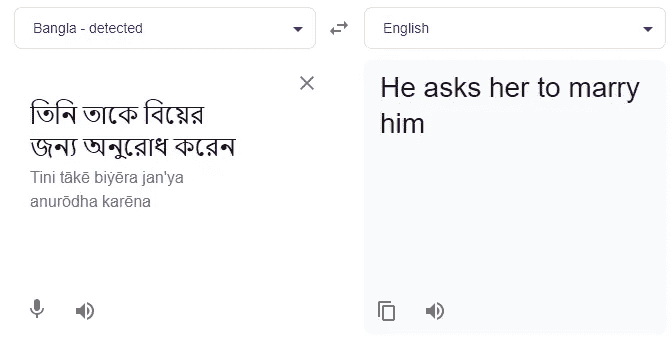 Bangla - detected
English
তিনি তাকে বিয়ের
জন্য অনুরোধ করেন
Tini tākē biẏēra jan'ya
anurōdha karēna
He asks her to marry
him